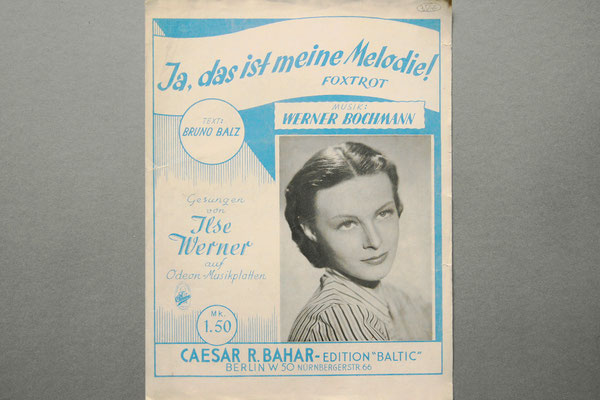 Ja, das ist meine Melodie!
FOXTROT
TEXT:
BRUNO BALZ
MUSIK:
WERNER BOCHMANN
Gesungen
von
Ilse
Werner
auf
Odeon-Musikplatten
Mk.
1.50
CAESAR R. BAHAR - EDITION "BALTIC"
BERLIN W 50 NÜRNBERGERSTR. 66